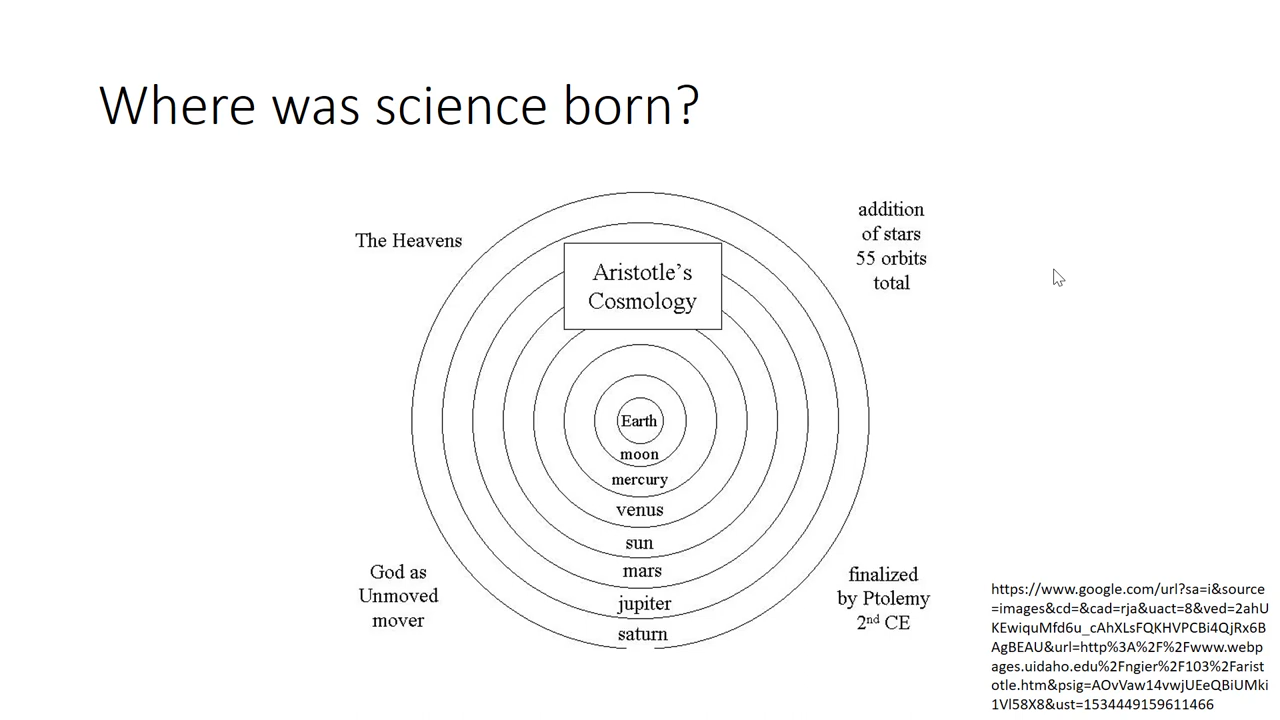 Where was science born?
The Heavens
addition
of stars
55 orbits
total
Aristotle's
Cosmology
Earth
moon
mercury
venus
sun
mars
jupiter
saturn
God as
Unmoved
mover
finalized
by Ptolemy
2nd CE
https://www.google.com/url?sa=i&source
=images&cd=&cad=rja&uact=8&ved=2ahU
KEwiquMfd6u_cAhXLsFQKHVPCBi4QjRx6B
AgBEAU&url=http%3A%2F%2Fwww.webp
ages.uidaho.edu%2Fngier%2F103%2Farist
otle.htm&psig=AOvVaw14vwjUEeQBiUMki
1Vl58X8&ust=1534449159611466